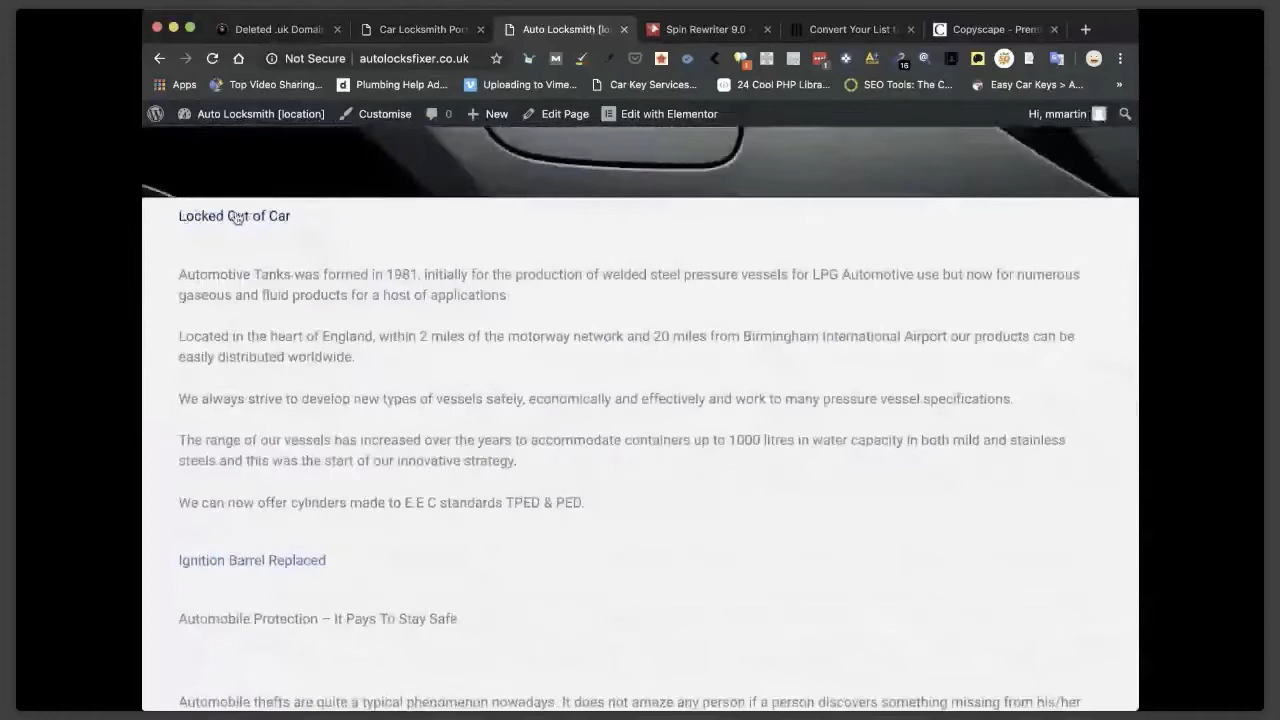 Deleted .uk Domai
Car Locksmith Por
Auto Locksmith [lo
Spin Rewriter 9.0
Convert Your List t
Copyscape - Prem
Not Secure
autolocksfixer.co.uk
16
Apps
Top Video Sharing...
Plumbing Help Ad...
Uploading to Vime...
Car Key Services...
24 Cool PHP Libra...
SEO Tools: The C...
Easy Car Keys > A...
»
Auto Locksmith [location]
Customise
0
New
Edit Page
Edit with Elementor
Hi, mmartin
Locked Out of Car
Automotive Tanks was formed in 1981, initially for the production of welded steel pressure vessels for LPG Automotive use but now for numerous
gaseous and fluid products for a host of applications
Located in the heart of England, within 2 miles of the motorway network and 20 miles from Birmingham International Airport our products can be
easily distributed worldwide.
We always strive to develop new types of vessels safely, economically and effectively and work to many pressure vessel specifications.
The range of our vessels has increased over the years to accommodate containers up to 1000 litres in water capacity in both mild and stainless
steels and this was the start of our innovative strategy.
We can now offer cylinders made to E.E C standards TPED & PED.
Ignition Barrel Replaced
Automobile Protection – It Pays To Stay Safe
Automobile thefts are quite a typical phenomenon nowadays. It does not amaze any person if a person discovers something missing from his/her